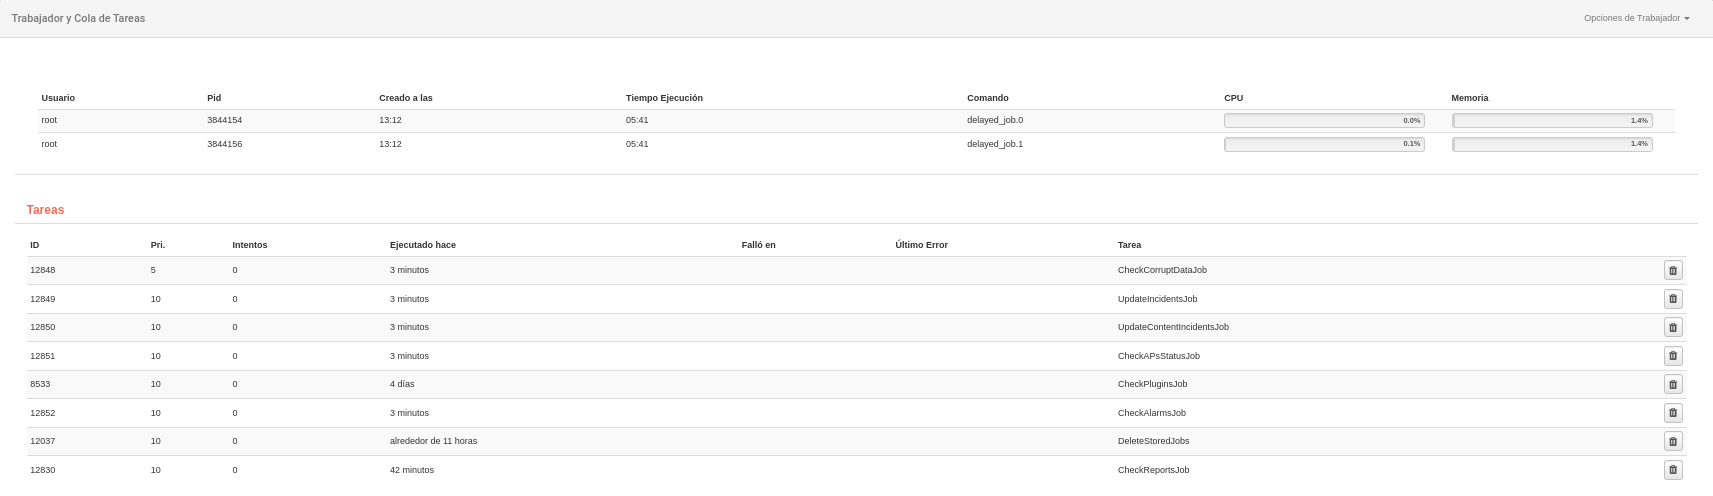 Trabajador y Cola de Tareas Opciones de Trabajador
Usuario Pid Creado a las Tiempo Ejecución Comando CPU Memoria
root 3844154 13:12 05:41 delayed_job.0 0.0% 1.4%
root 3844156 13:12 05:41 delayed_job.1 0.1% 1.4%
Tareas
ID Pri. Intentos Ejecutado hace Falló en Último Error Tarea
12848 5 0 3 minutos CheckCorruptDataJob
12849 10 0 3 minutos UpdateIncidentsJob
12850 10 0 3 minutos UpdateContentIncidentsJob
12851 10 0 3 minutos CheckAPsStatusJob
8533 10 0 4 días CheckPluginsJob
12852 10 0 3 minutos CheckAlarmsJob
12037 10 0 alrededor de 11 horas DeleteStoredJobs
12830 10 0 42 minutos CheckReportsJob